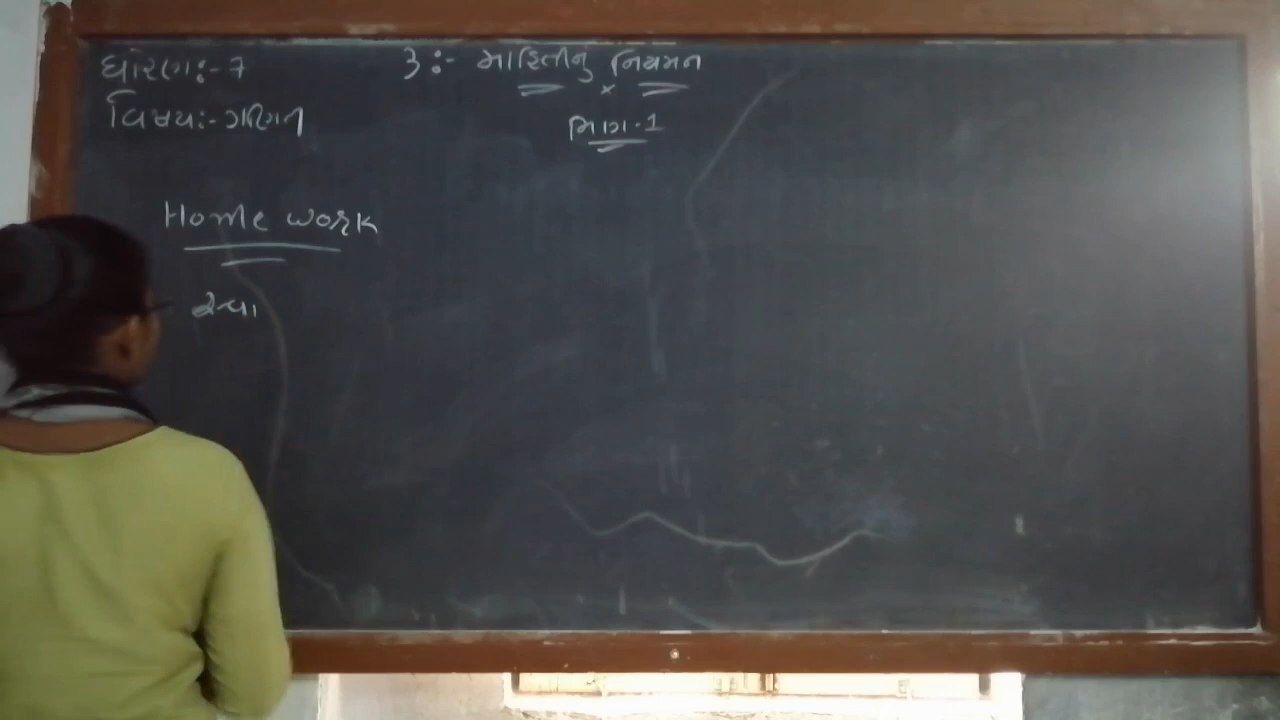 ધોરણ:- 7
3 :- માહિતીનું નિયમન
વિષય:- ગણિત
ભાગ-1
Home work